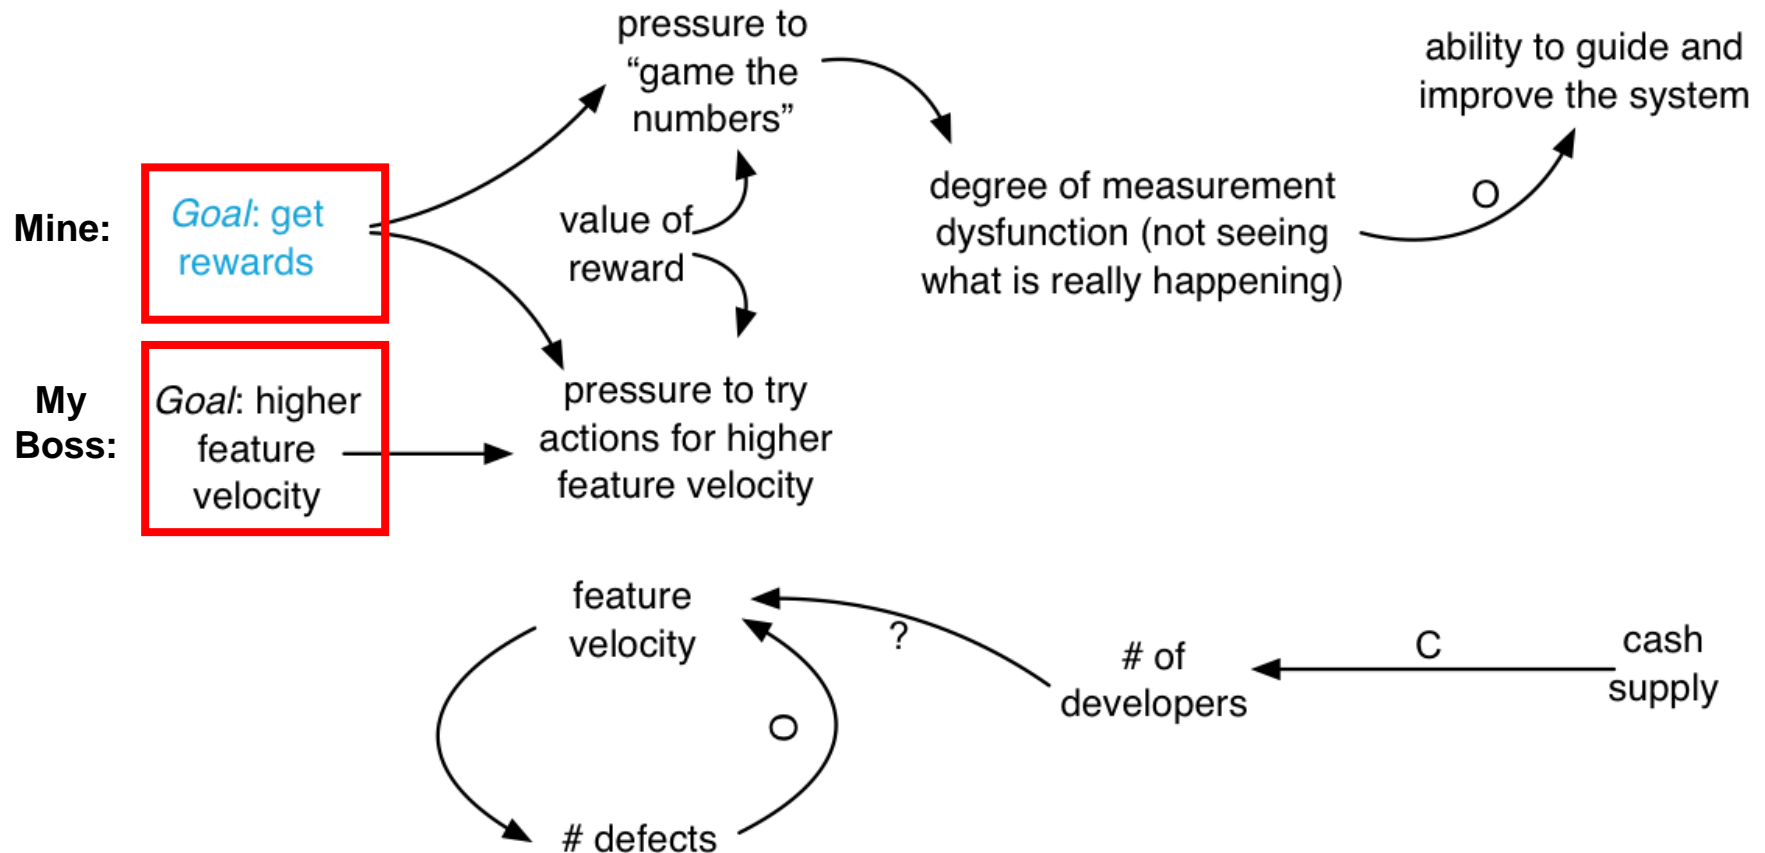 pressure to
“game the
numbers”
ability to guide and
improve the system
Mine:
Goal: get
rewards
value of
reward
degree of measurement
dysfunction (not seeing
what is really happening)
O
My
Boss:
Goal: higher
feature
velocity
pressure to try
actions for higher
feature velocity
feature
velocity
?
# of
developers
C
cash
supply
O
# defects